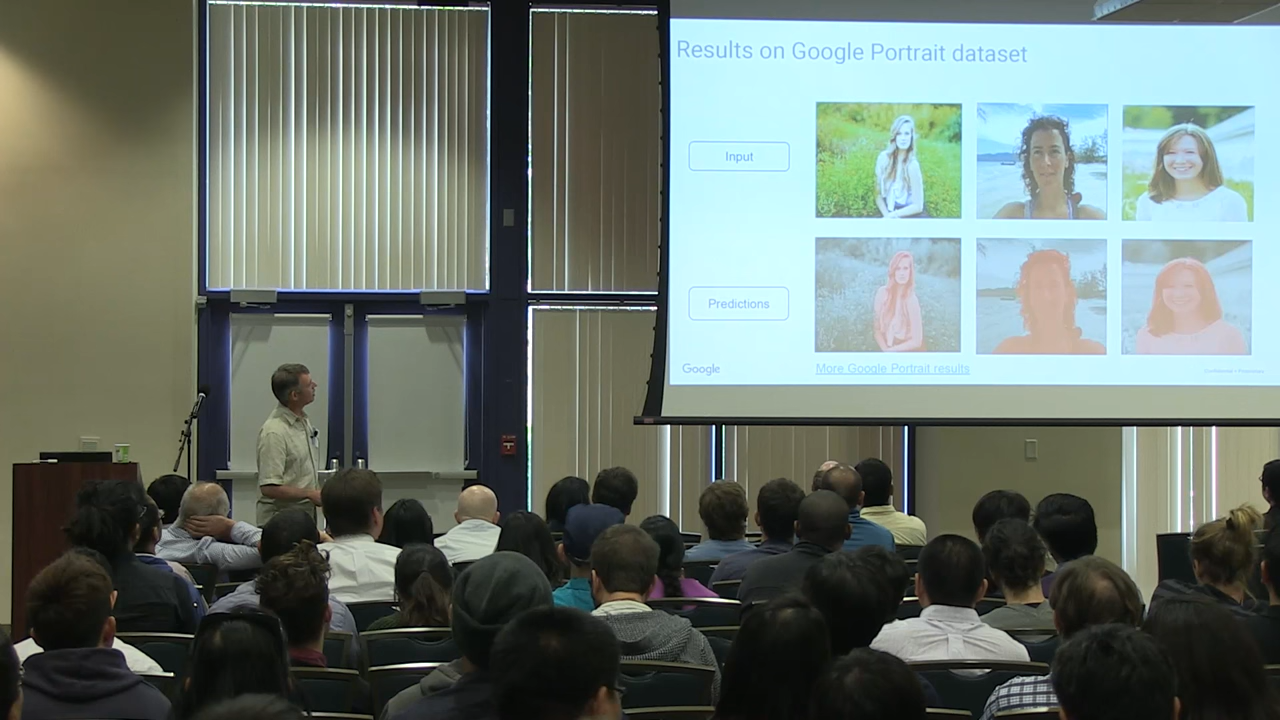 Results on Google Portrait dataset
Input
Predictions
Google
More Google Portrait results